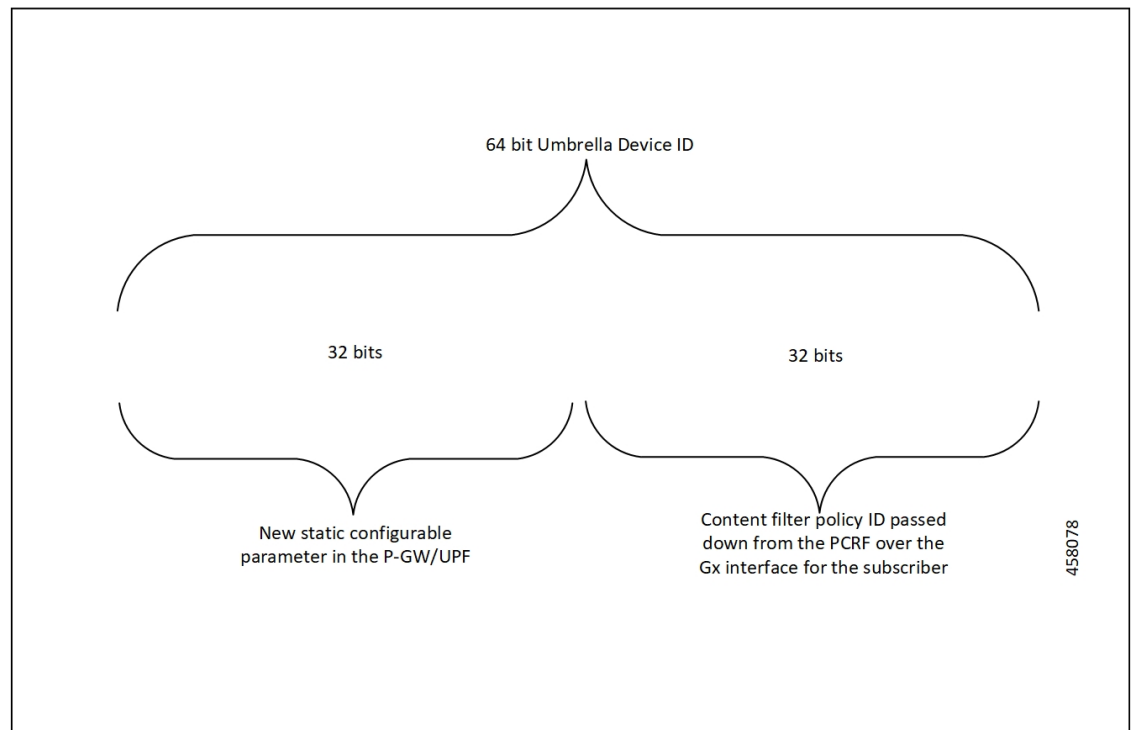 64 bit Umbrella Device ID
32 bits
32 bits
New static configurable
parameter in the P-GW/UPF
Content filter policy ID passed
down from the PCRF over the
Gx interface for the subscriber
458078